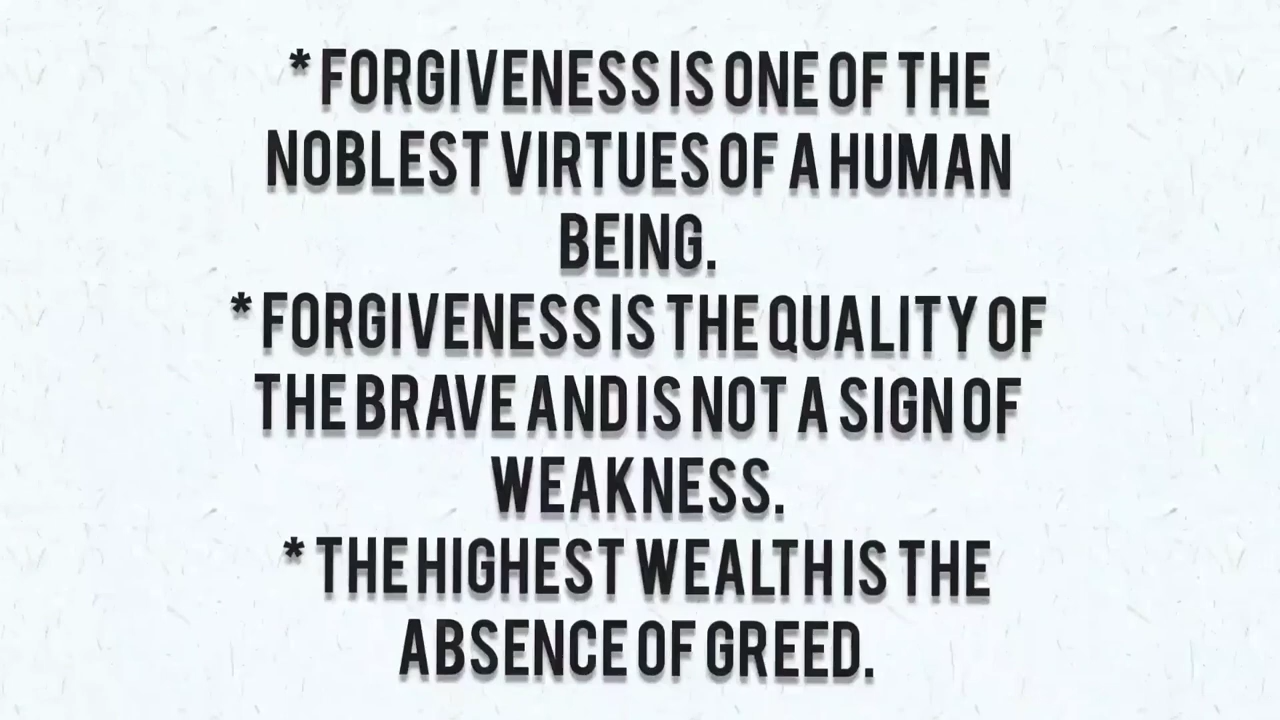 * FORGIVENESS IS ONE OF THE
NOBLEST VIRTUES OF A HUMAN
BEING.
* FORGIVENESS IS THE QUALITY OF
THE BRAVE AND IS NOT A SIGN OF
WEAKNESS.
* THE HIGHEST WEALTH IS THE
ABSENCE OF GREED.